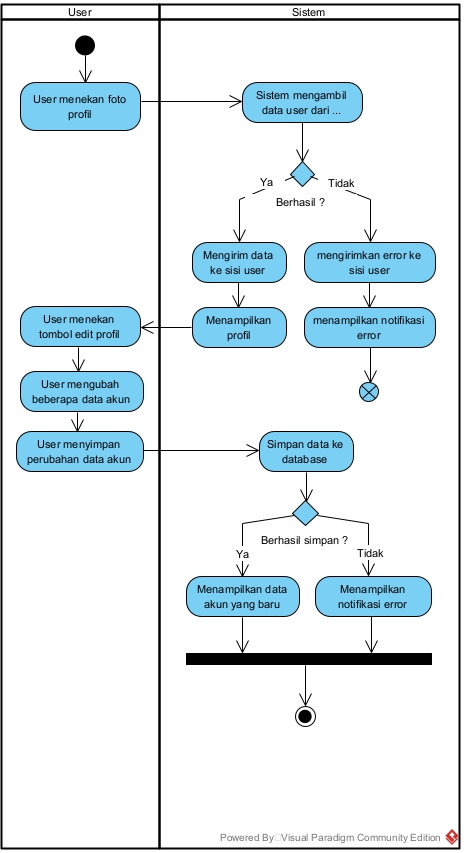 User
Sistem
User menekan foto
profil
Sistem mengambil
data user dari ...
Ya
Tidak
Berhasil ?
Mengirim data
ke sisi user
mengirimkan error ke
sisi user
User menekan
tombol edit profil
Menampilkan
profil
menampilkan notifikasi
error
User mengubah
beberapa data akun
User menyimpan
perubahan data akun
Simpan data ke
database
Berhasil simpan ?
Ya
Tidak
Menampilkan data
akun yang baru
Menampilkan
notifikasi error
Powered By Visual Paradigm Community Edition